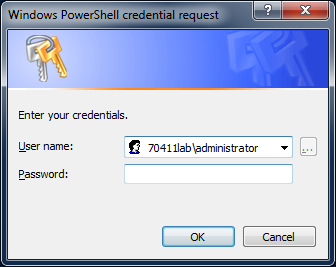 Windows PowerShell credential request
Enter your credentials.
User name: 70411lab\administrator ...
Password:
OK Cancel